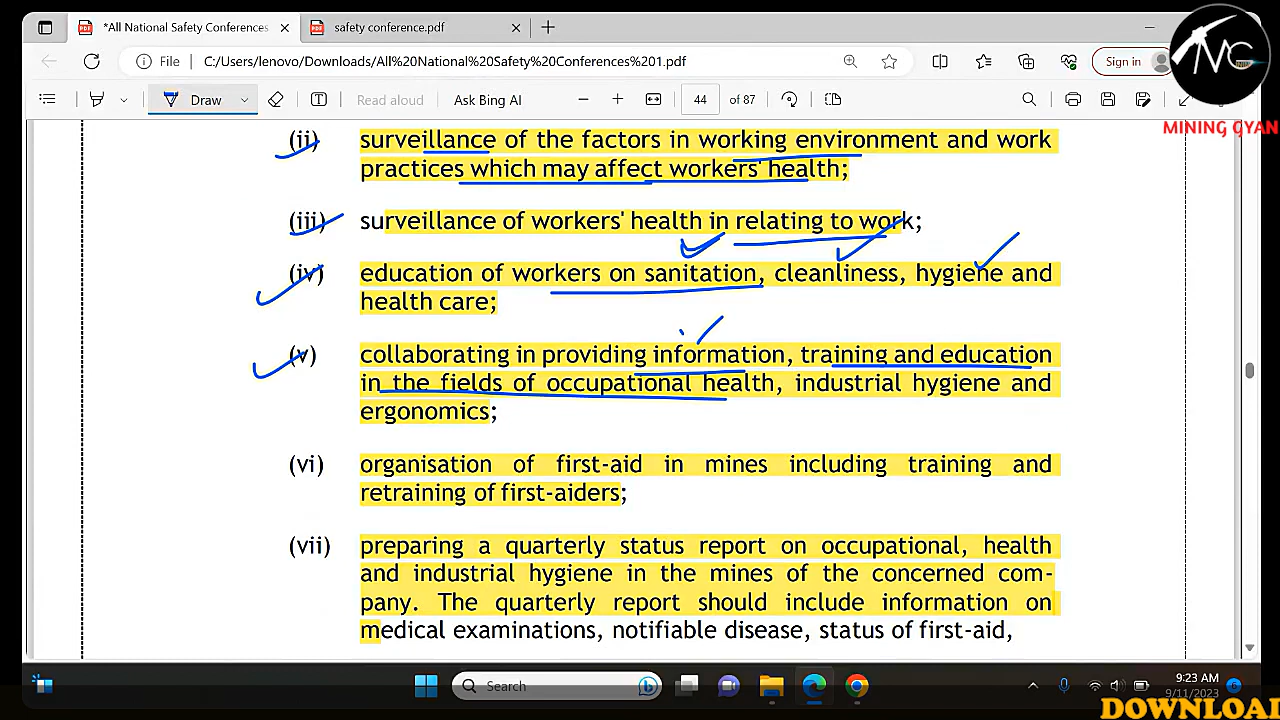 *All National Safety Conferences
safety conference.pdf
File
C:/Users/lenovo/Downloads/All%20National%20Safety%20Conferences%201.pdf
Sign in
MC
MINING GYAN
Draw
Read aloud
Ask Bing AI
44 of 87
(ii) surveillance of the factors in working environment and work
practices which may affect workers' health;
(iii) surveillance of workers' health in relating to work;
(iv) education of workers on sanitation, cleanliness, hygiene and
health care;
(v) collaborating in providing information, training and education
in the fields of occupational health, industrial hygiene and
ergonomics;
(vi) organisation of first-aid in mines including training and
retraining of first-aiders;
(vii) preparing a quarterly status report on occupational, health
and industrial hygiene in the mines of the concerned com-
pany. The quarterly report should include information on
medical examinations, notifiable disease, status of first-aid,
Search
9:23 AM
9/11/2023
DOWNLOAD